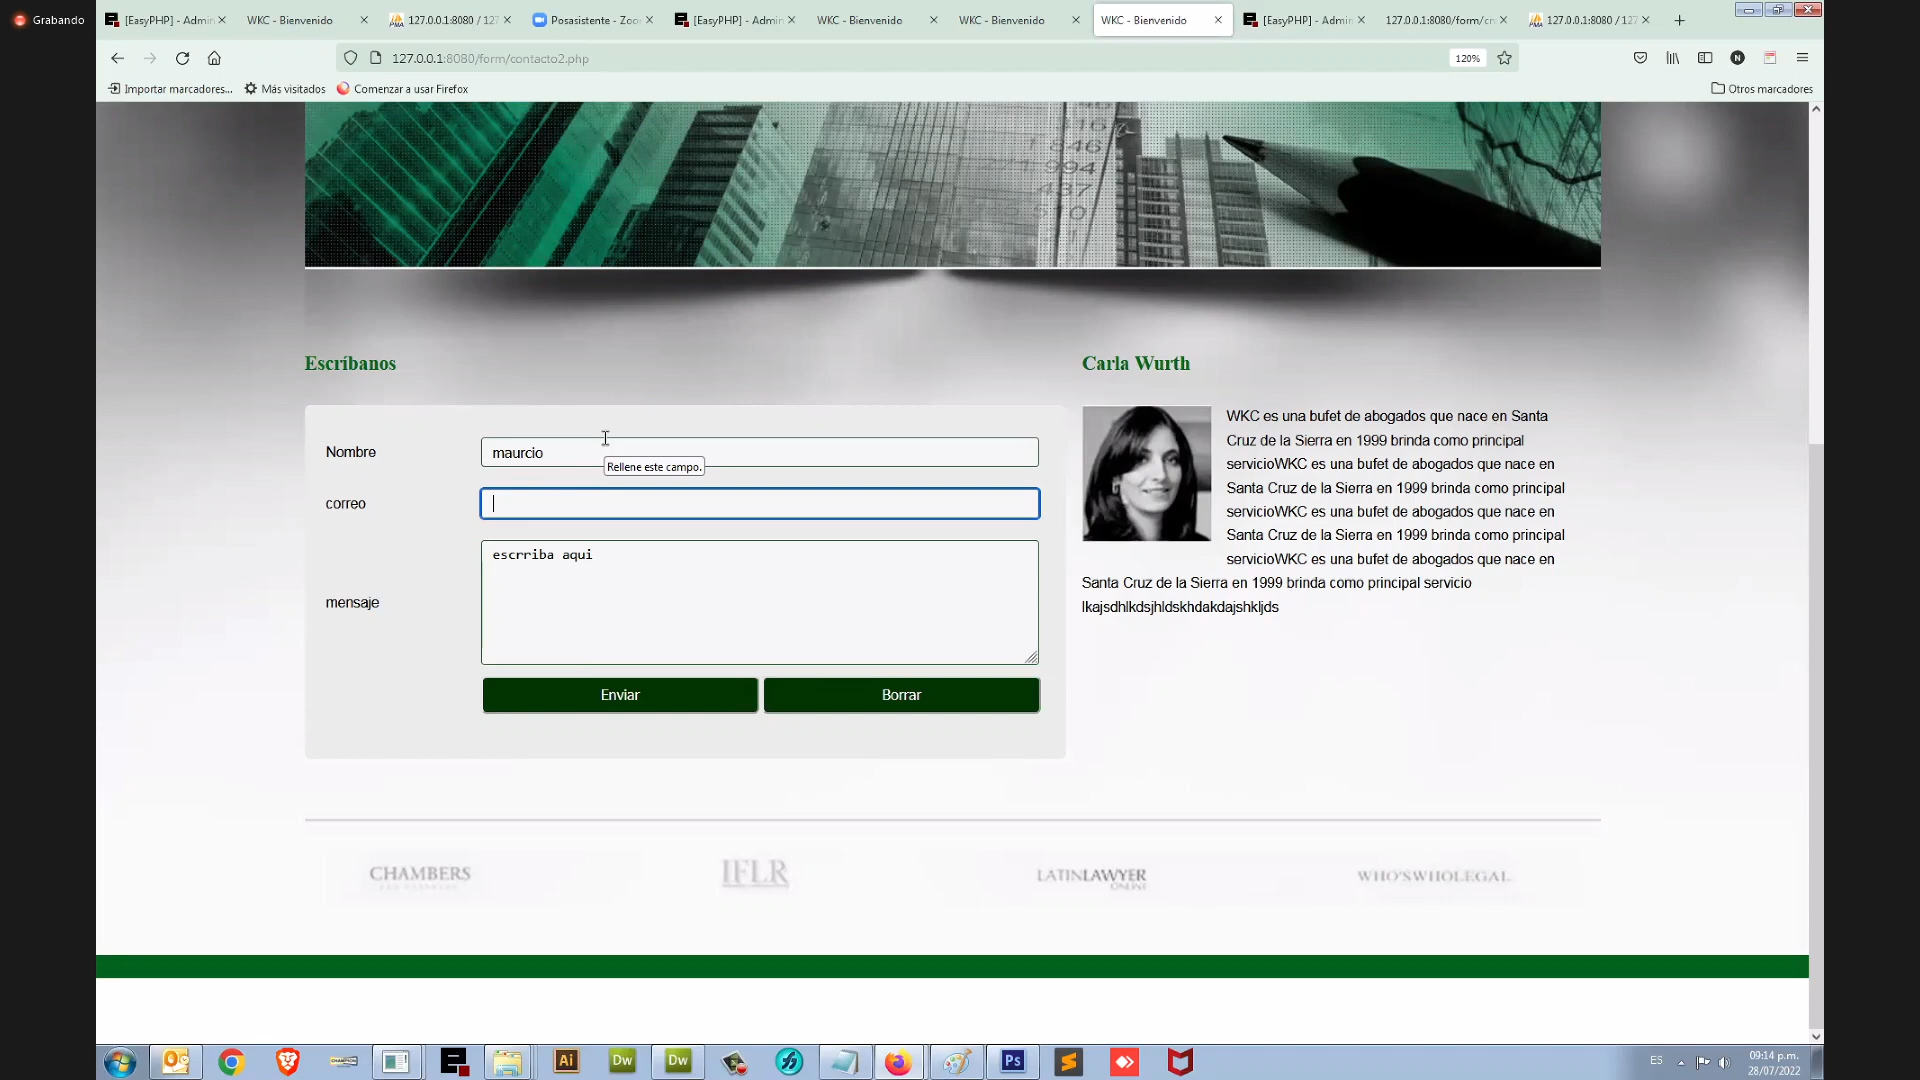 Grabando
[EasyPHP] - Admin
WKC - Bienvenido
127.0.0.1:8080 / 127
Posasistente - Zoo
[EasyPHP] - Admin
WKC - Bienvenido
WKC - Bienvenido
WKC - Bienvenido
[EasyPHP] - Admin
127.0.0.1:8080/form/cr
127.0.0.1:8080 / 127
127.0.0.1:8080/form/contacto2.php
120%
N
Importar marcadores...
Más visitados
Comenzar a usar Firefox
Otros marcadores
Escríbanos
Carla Wurth
Nombre
maurcio
Rellene este campo.
correo
mensaje
escrriba aqui
Enviar
Borrar
WKC es una bufet de abogados que nace en Santa
Cruz de la Sierra en 1999 brinda como principal
servicioWKC es una bufet de abogados que nace en
Santa Cruz de la Sierra en 1999 brinda como principal
servicioWKC es una bufet de abogados que nace en
Santa Cruz de la Sierra en 1999 brinda como principal
servicioWKC es una bufet de abogados que nace en
Santa Cruz de la Sierra en 1999 brinda como principal servicio
lkajsdhlkdsjhldskhdakdajshkljds
CHAMBERS
IFLR
LATINLAWYER
ONLINE
WHO'SWHOLEGAL
Ai
Dw
Dw
Ps
ES
09:14 p.m.
28/07/2022